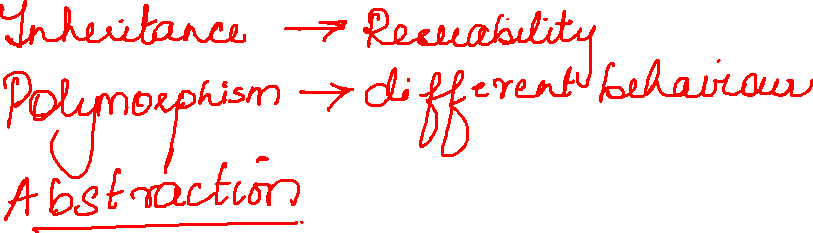 Inheritance → Reusability
Polymorphism → different behaviour
Abstraction